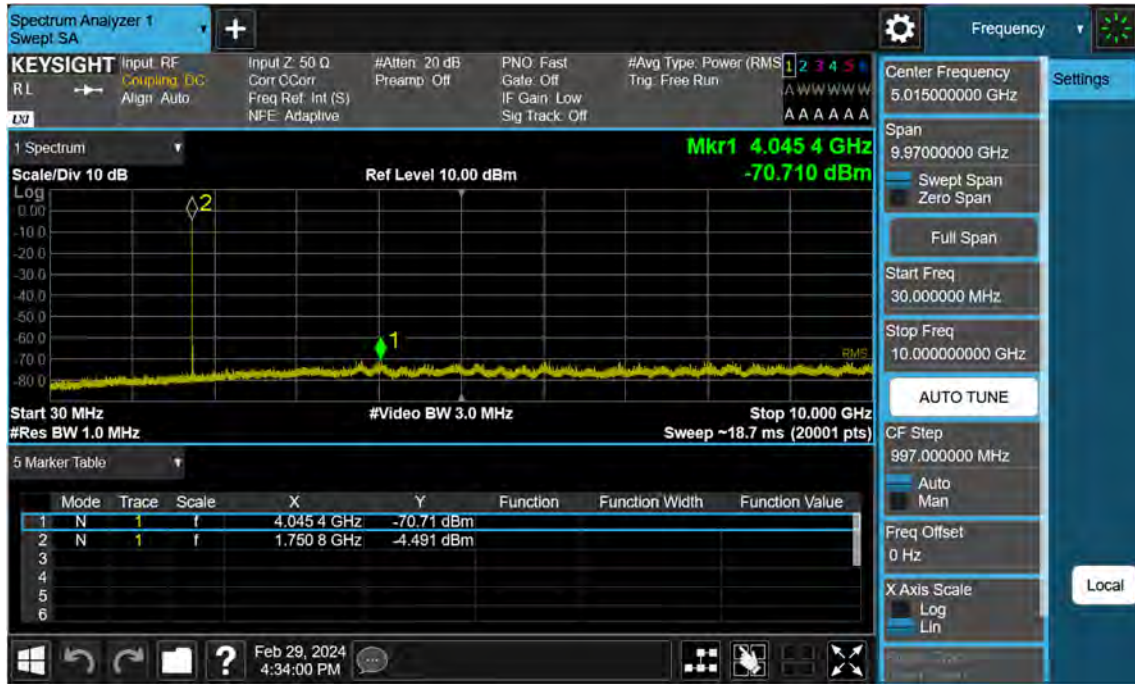 Spectrum Analyzer 1
Swept SA
+
Frequency
KEYSIGHT
RL
LXI
Input: RF
Coupling: DC
Align: Auto
Input Z: 50 Ω
Corr CCorr
Freq Ref: Int (S)
NFE: Adaptive
#Atten: 20 dB
Preamp: Off
PNO: Fast
Gate: Off
IF Gain: Low
Sig Track: Off
#Avg Type: Power (RMS
Trig: Free Run
1 2 3 4 5 6
A W W W W W
A A A A A A
1 Spectrum
Scale/Div 10 dB
Ref Level 10.00 dBm
Mkr1 4.045 4 GHz
-70.710 dBm
Log
0.00
-10.0
-20.0
-30.0
-40.0
-50.0
-60.0
-70.0
-80.0
2
1
RMS
Start 30 MHz
#Video BW 3.0 MHz
Stop 10.000 GHz
#Res BW 1.0 MHz
Sweep ~18.7 ms (20001 pts)
5 Marker Table
Mode Trace Scale X Y Function Function Width Function Value
1 N 1 f 4.045 4 GHz -70.71 dBm
2 N 1 f 1.750 8 GHz -4.491 dBm
3
4
5
6
Center Frequency
5.015000000 GHz
Settings
Span
9.97000000 GHz
Swept Span
Zero Span
Full Span
Start Freq
30.000000 MHz
Stop Freq
10.000000000 GHz
AUTO TUNE
CF Step
997.000000 MHz
Auto
Man
Freq Offset
0 Hz
X Axis Scale
Log
Lin
Local
?
Feb 29, 2024
4:34:00 PM